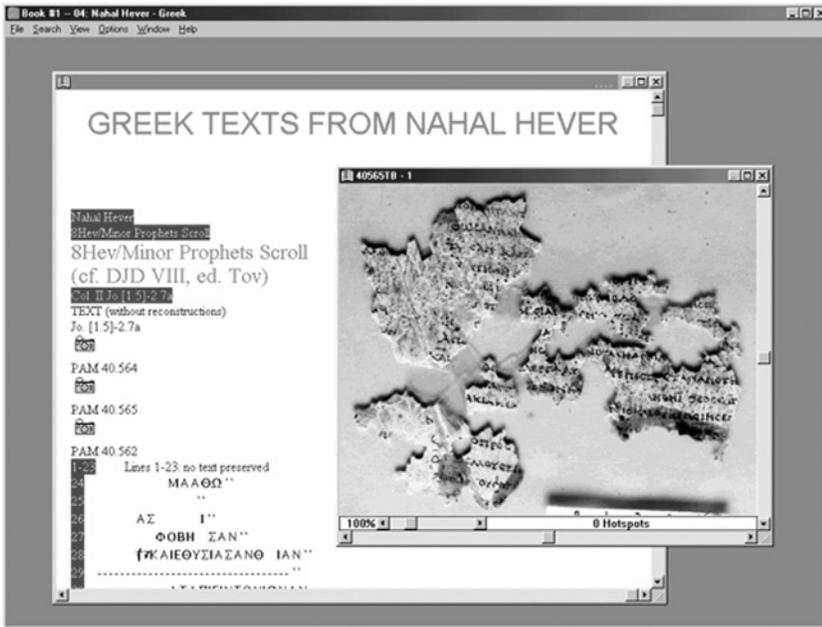 Book #1 -- 04: Nahal Hever - Greek
File Search View Options Window Help
GREEK TEXTS FROM NAHAL HEVER
Nahal Hever
8Hev/Minor Prophets Scroll
8Hev/Minor Prophets Scroll
(cf. DJD VIII, ed. Tov)
Col. II Jo [1.5]-2.7a
TEXT (without reconstructions)
Jo. [1.5]-2.7a
PAM 40.564
PAM 40.565
PAM 40.562
1-23 Lines 1-23: no text preserved
24 ΜΑΑΘΩ``
25 ``
26 ΑΣ Ι``
27 ΦΟΒΗ ΣΑΝ``
28 ΚΑΙΕΘΥΣΙΑΣΑΝΘ ΙΑΝ``
29 -------------------------------- ``
40565TB - 1
100%
0 Hotspots